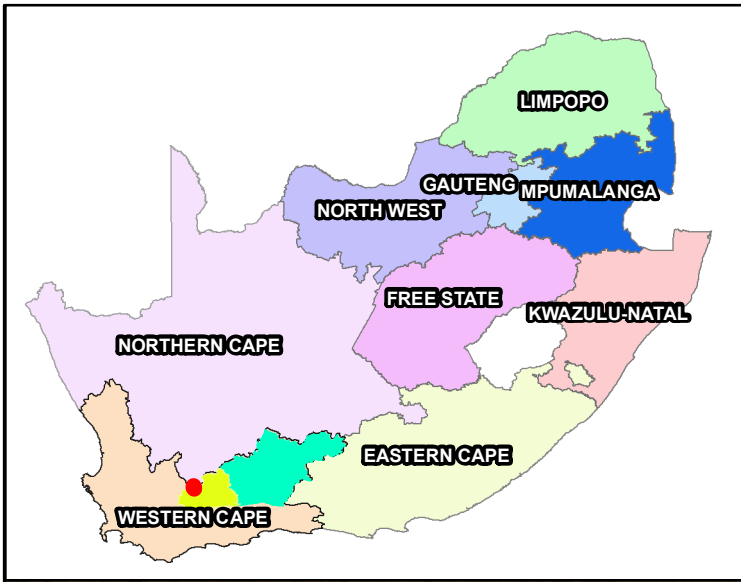 LIMPOPO
GAUTENG
MPUMALANGA
NORTH WEST
FREE STATE
KWAZULU-NATAL
NORTHERN CAPE
EASTERN CAPE
WESTERN CAPE